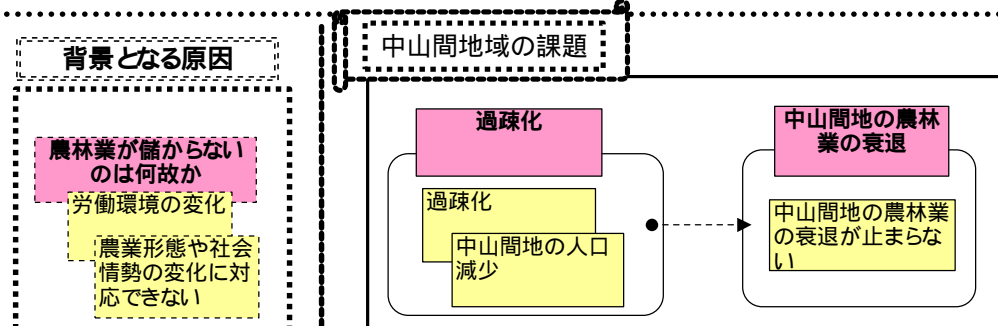 背景となる原因
農林業が儲からない
のは何故か
労働環境の変化
農業形態や社会
情勢の変化に対
応できない
中山間地域の課題
過疎化
過疎化
中山間地の人口
減少
中山間地の農林
業の衰退
中山間地の農林業
の衰退が止まらな
い